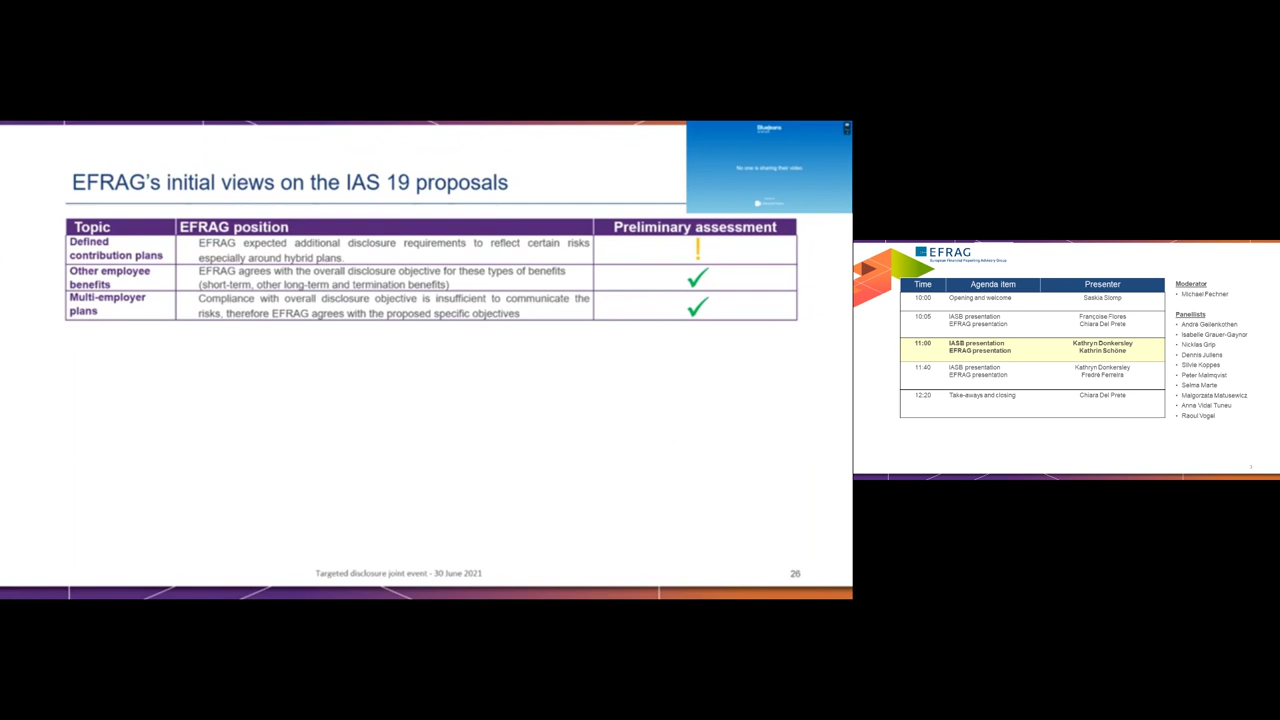 BlueJeans
No one is sharing their video
EFRAG's initial views on the IAS 19 proposals
Topic EFRAG position Preliminary assessment
Defined contribution plans
EFRAG expected additional disclosure requirements to reflect certain risks
especially around hybrid plans.
!
Other employee benefits
EFRAG agrees with the overall disclosure objective for these types of benefits
(short-term, other long-term and termination benefits)
Multi-employer plans
Compliance with overall disclosure objective is insufficient to communicate the
risks, therefore EFRAG agrees with the proposed specific objectives
Targeted disclosure joint event - 30 June 2021
26
EFRAG
European Financial Reporting Advisory Group
Time Agenda item Presenter
10:00 Opening and welcome Saskia Slomp
10:05 IASB presentation Françoise Flores
EFRAG presentation Chiara Del Prete
11:00 IASB presentation Kathryn Donkersley
EFRAG presentation Kathrin Schöne
11:40 IASB presentation Kathryn Donkersley
EFRAG presentation Fredré Ferreira
12:20 Take-aways and closing Chiara Del Prete
Moderator
• Michael Fechner
Panellists
• André Geilenkothen
• Isabelle Grauer-Gaynor
• Nicklas Grip
• Dennis Jullens
• Silvie Koppes
• Peter Malmqvist
• Selma Marte
• Malgorzata Matusewicz
• Anna Vidal Tuneu
• Raoul Vogel
3